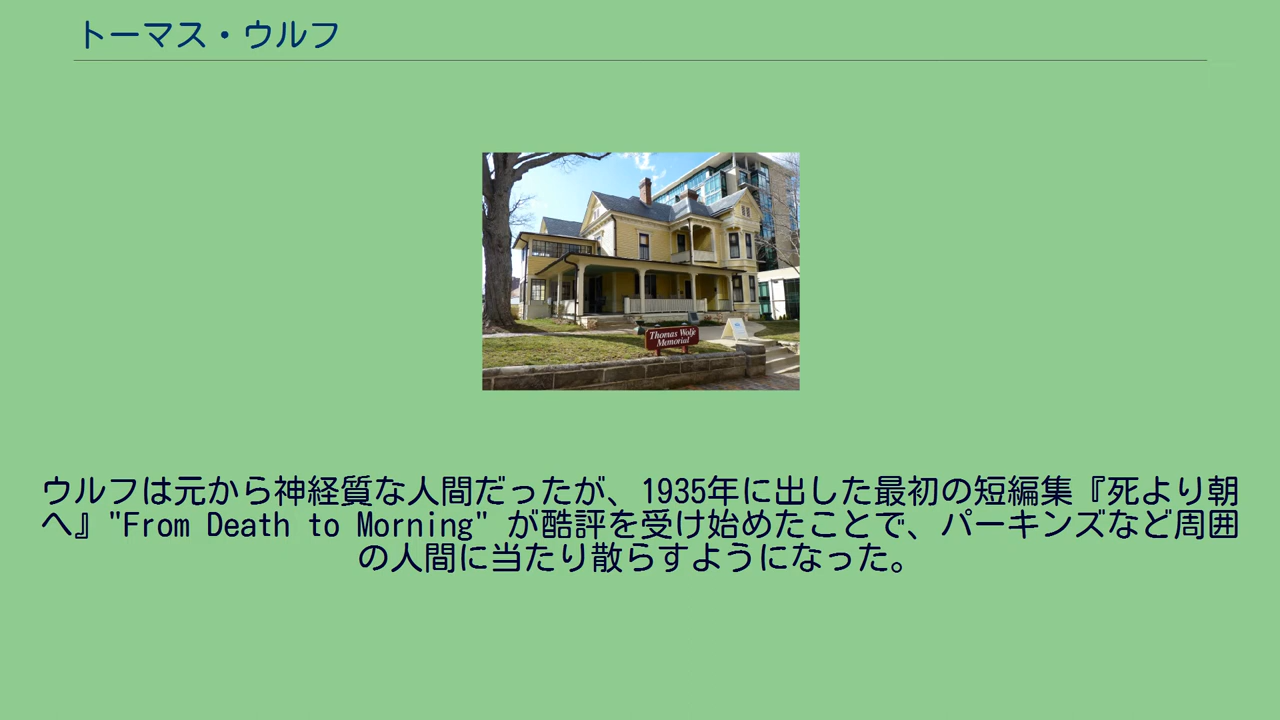 トーマス・ウルフ
Thomas Wolfe
Memorial
ウルフは元から神経質な人間だったが、1935年に出した最初の短編集『死より朝
へ』"From Death to Morning" が酷評を受け始めたことで、パーキンズなど周囲
の人間に当たり散らすようになった。